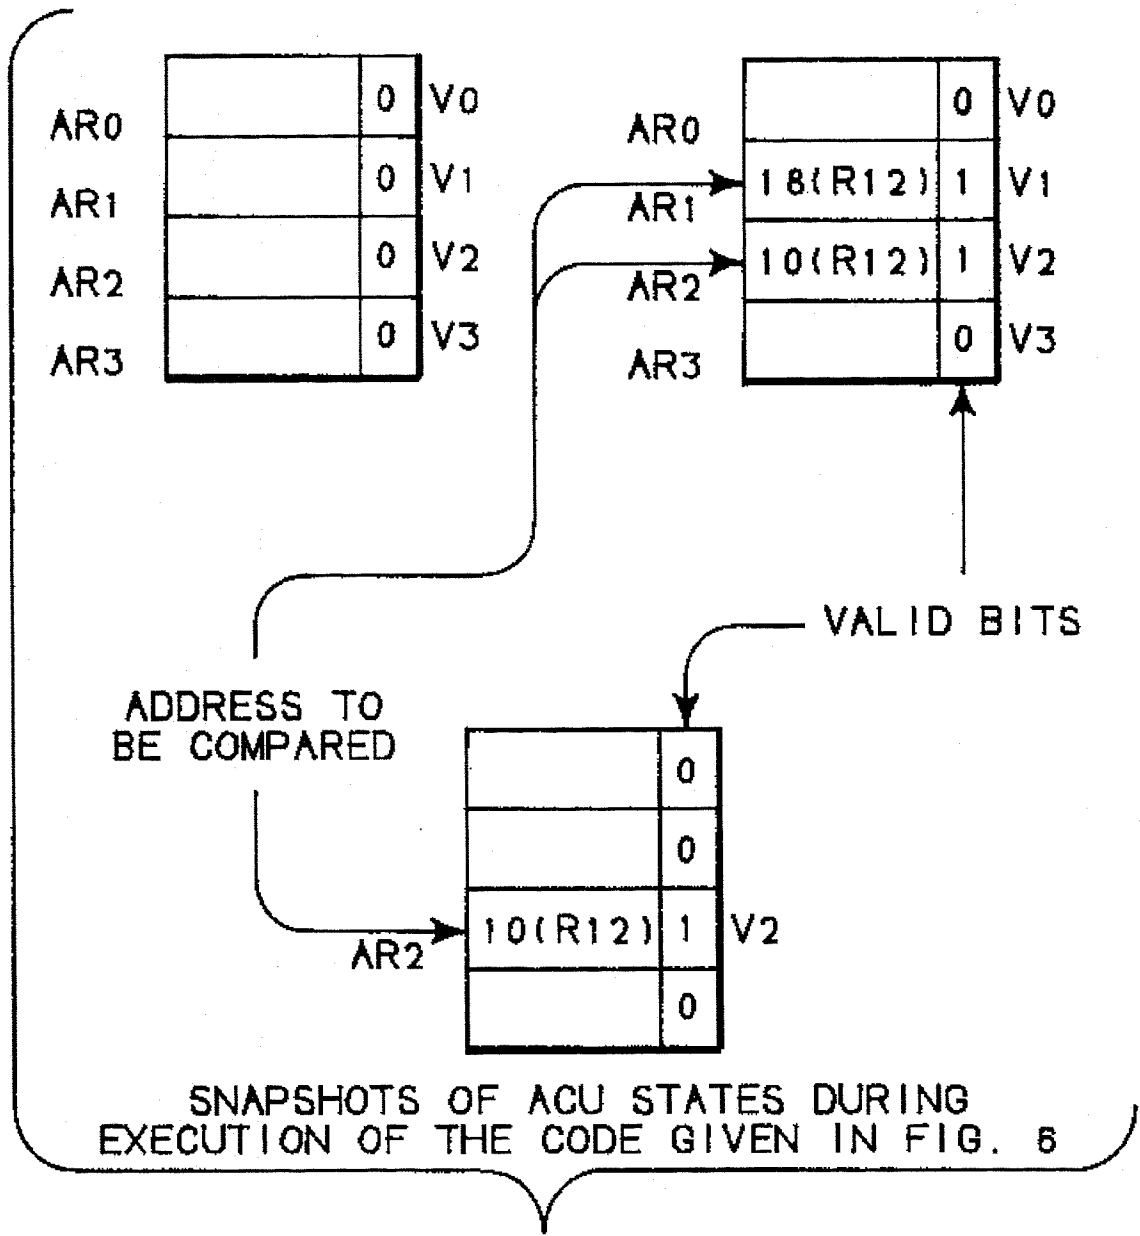 0 V0
AR0
0 V1
AR1
0 V2
AR2
0 V3
AR3
0 V0
AR0
18(R12) 1 V1
AR1
10(R12) 1 V2
AR2
0 V3
AR3
VALID BITS
ADDRESS TO
BE COMPARED
0
0
10(R12) 1 V2
AR2
0
SNAPSHOTS OF ACU STATES DURING
EXECUTION OF THE CODE GIVEN IN FIG. 6